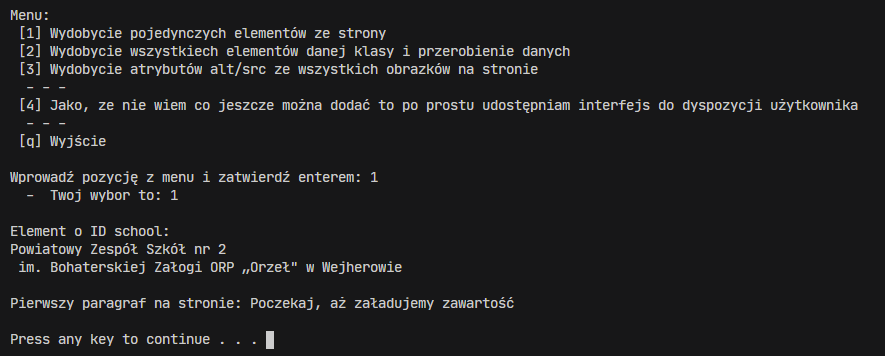 Menu:
[1] Wydobycie pojedynczych elementów ze strony
[2] Wydobycie wszystkiech elementów danej klasy i przerobienie danych
[3] Wydobycie atrybutów alt/src ze wszystkich obrazków na stronie
- - -
[4] Jako, ze nie wiem co jeszcze można dodać to po prostu udostępniam interfejs do dyspozycji użytkownika
- - -
[q] Wyjście
Wprowadź pozycję z menu i zatwierdź enterem: 1
-  Twoj wybor to: 1
Element o ID school:
Powiatowy Zespół Szkół nr 2
im. Bohaterskiej Załogi ORP „Orzeł" w Wejherowie
Pierwszy paragraf na stronie: Poczekaj, aż załadujemy zawartość
Press any key to continue . . .